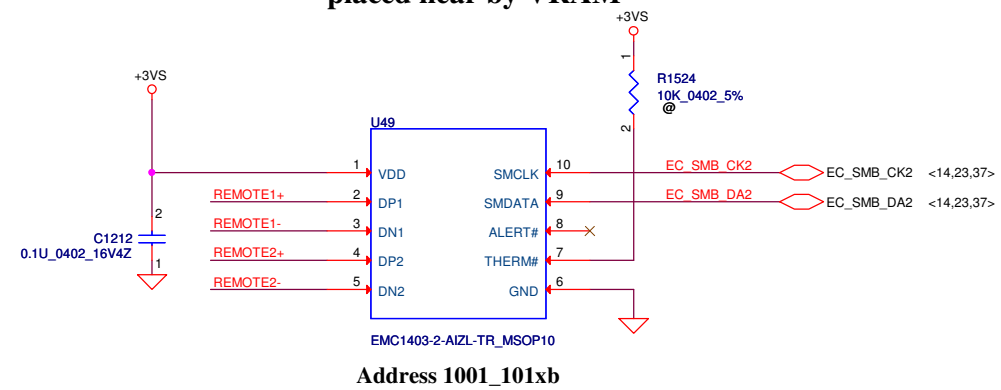 placed near by VRAM
+3VS
+3VS
1
R1524
10K_0402_5%
@
2
U49
1 VDD SMCLK 10 EC_SMB_CK2 EC_SMB_CK2 <14,23,37>
REMOTE1+ 2 DP1 SMDATA 9 EC_SMB_DA2 EC_SMB_DA2 <14,23,37>
REMOTE1- 3 DN1 ALERT# 8
REMOTE2+ 4 DP2 THERM# 7
REMOTE2- 5 DN2 GND 6
2
C1212
0.1U_0402_16V4Z
1
EMC1403-2-AIZL-TR_MSOP10
Address 1001_101xb